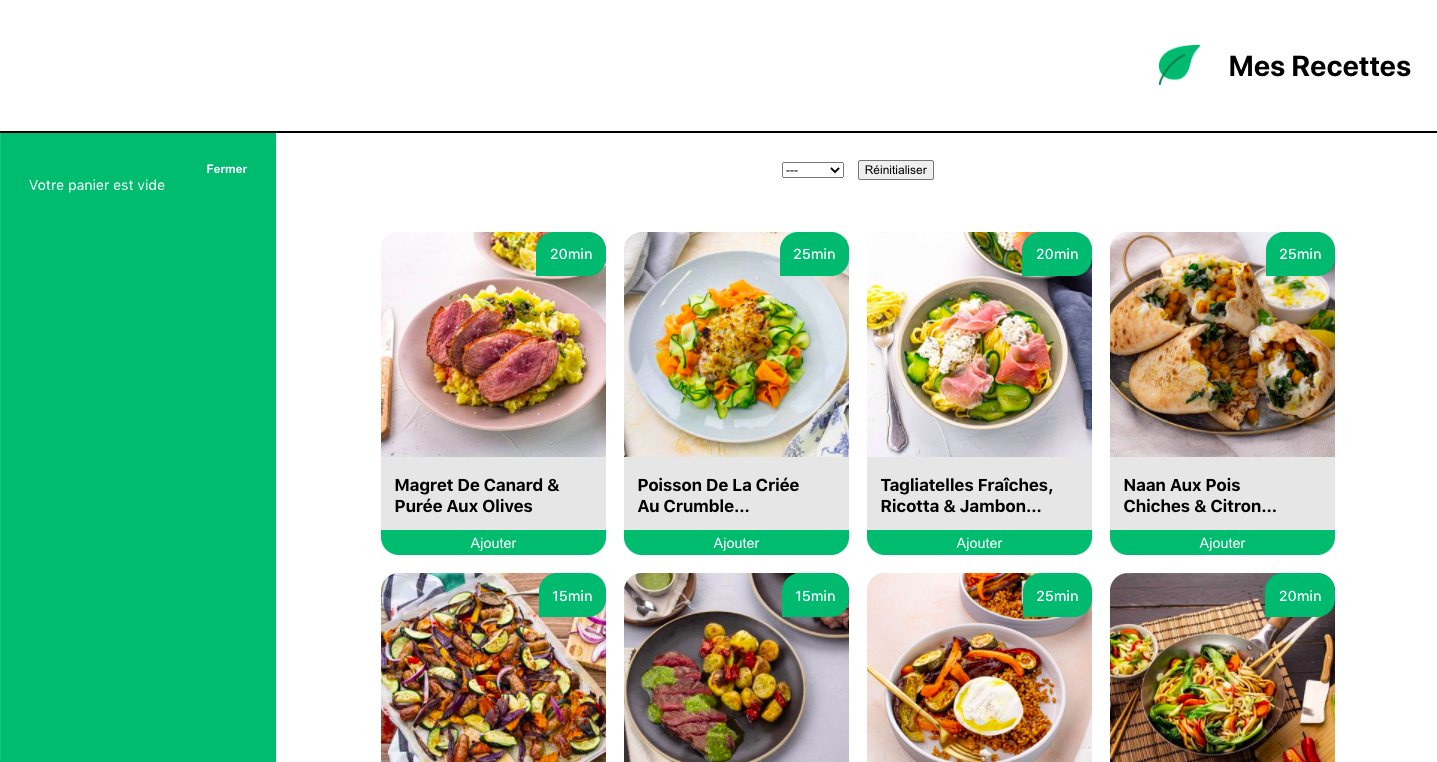 Mes Recettes
Fermer
Votre panier est vide
---
Réinitialiser
20min
25min
20min
25min
Magret De Canard &
Purée Aux Olives
Poisson De La Criée
Au Crumble...
Tagliatelles Fraîches,
Ricotta & Jambon...
Naan Aux Pois
Chiches & Citron...
Ajouter
Ajouter
Ajouter
Ajouter
15min
15min
25min
20min